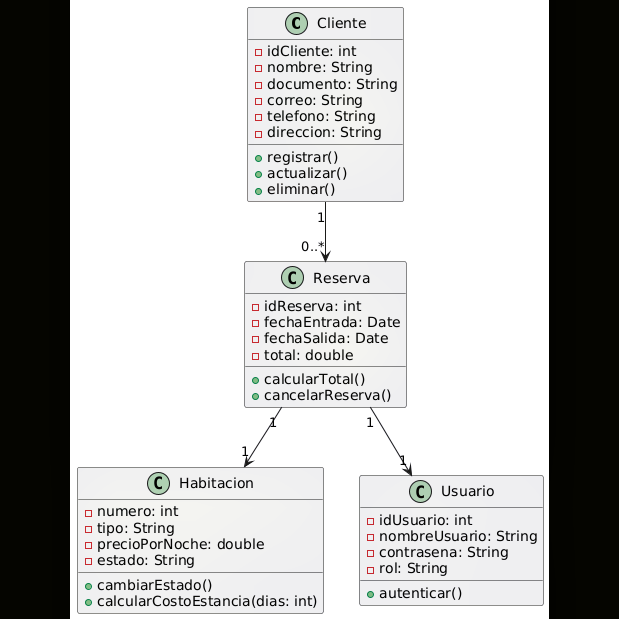 C Cliente
idCliente: int
nombre: String
documento: String
correo: String
telefono: String
direccion: String
registrar()
actualizar()
eliminar()
1
0..*
C Reserva
idReserva: int
fechaEntrada: Date
fechaSalida: Date
total: double
calcularTotal()
cancelarReserva()
1
1
1
1
C Habitacion
numero: int
tipo: String
precioPorNoche: double
estado: String
cambiarEstado()
calcularCostoEstancia(dias: int)
C Usuario
idUsuario: int
nombreUsuario: String
contrasena: String
rol: String
autenticar()